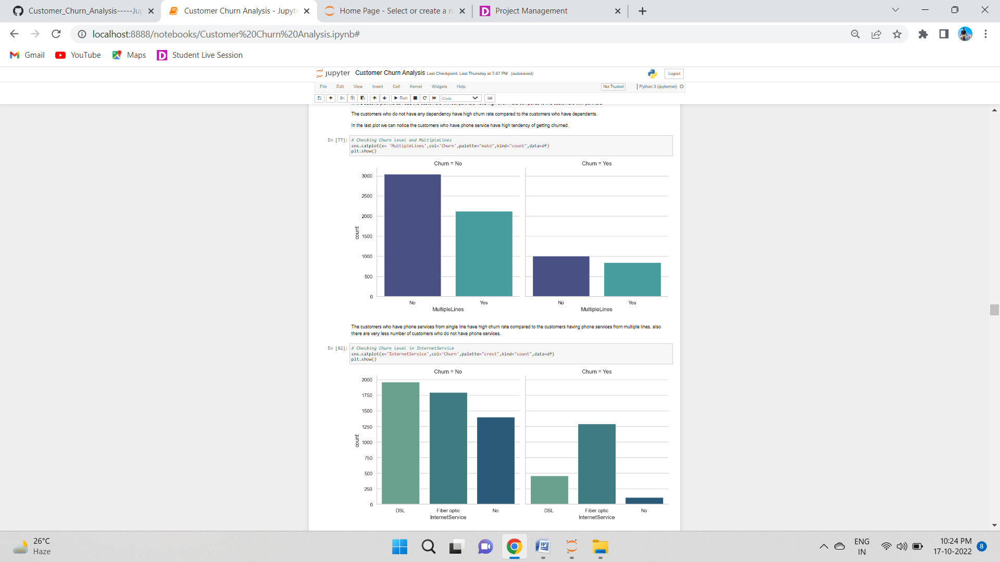 Customer_Churn_Analysis-----Jup
Customer Churn Analysis - Jupyte
Home Page - Select or create a n
Project Management
localhost:8888/notebooks/Customer%20Churn%20Analysis.ipynb#
Gmail YouTube Maps Student Live Session
jupyter Customer Churn Analysis Last Checkpoint: Last Thursday at 7:47 PM (autosaved) Logout
File Edit View Insert Cell Kernel Widgets Help Not Trusted Python 3 (ipykernel)
Run Code
The customers who do not have any dependency have high churn rate compared to the customers who have dependents.
In the last plot we can notice the customers who have phone service have high tendency of getting churned.
In [77]: # Checking Churn Level and MultipleLines
sns.catplot(x= 'MultipleLines',col='Churn',palette="mako",kind="count",data=df)
plt.show()
Churn = No Churn = Yes
3000
2500
2000
1500
1000
500
0
count
No Yes No Yes
MultipleLines MultipleLines
The customers who have phone services from single line have high churn rate compared to the customers having phone services from multiple lines, also
there are very less number of customers who do not have phone services.
In [82]: # Checking Churn Level in InternetService
sns.catplot(x='InternetService',col='Churn',palette="crest",kind="count",data=df)
plt.show()
Churn = No Churn = Yes
2000
1750
1500
1250
1000
750
500
250
0
count
DSL Fiber optic No DSL Fiber optic No
InternetService InternetService
26°C
Haze
ENG
IN
10:24 PM
17-10-2022
8